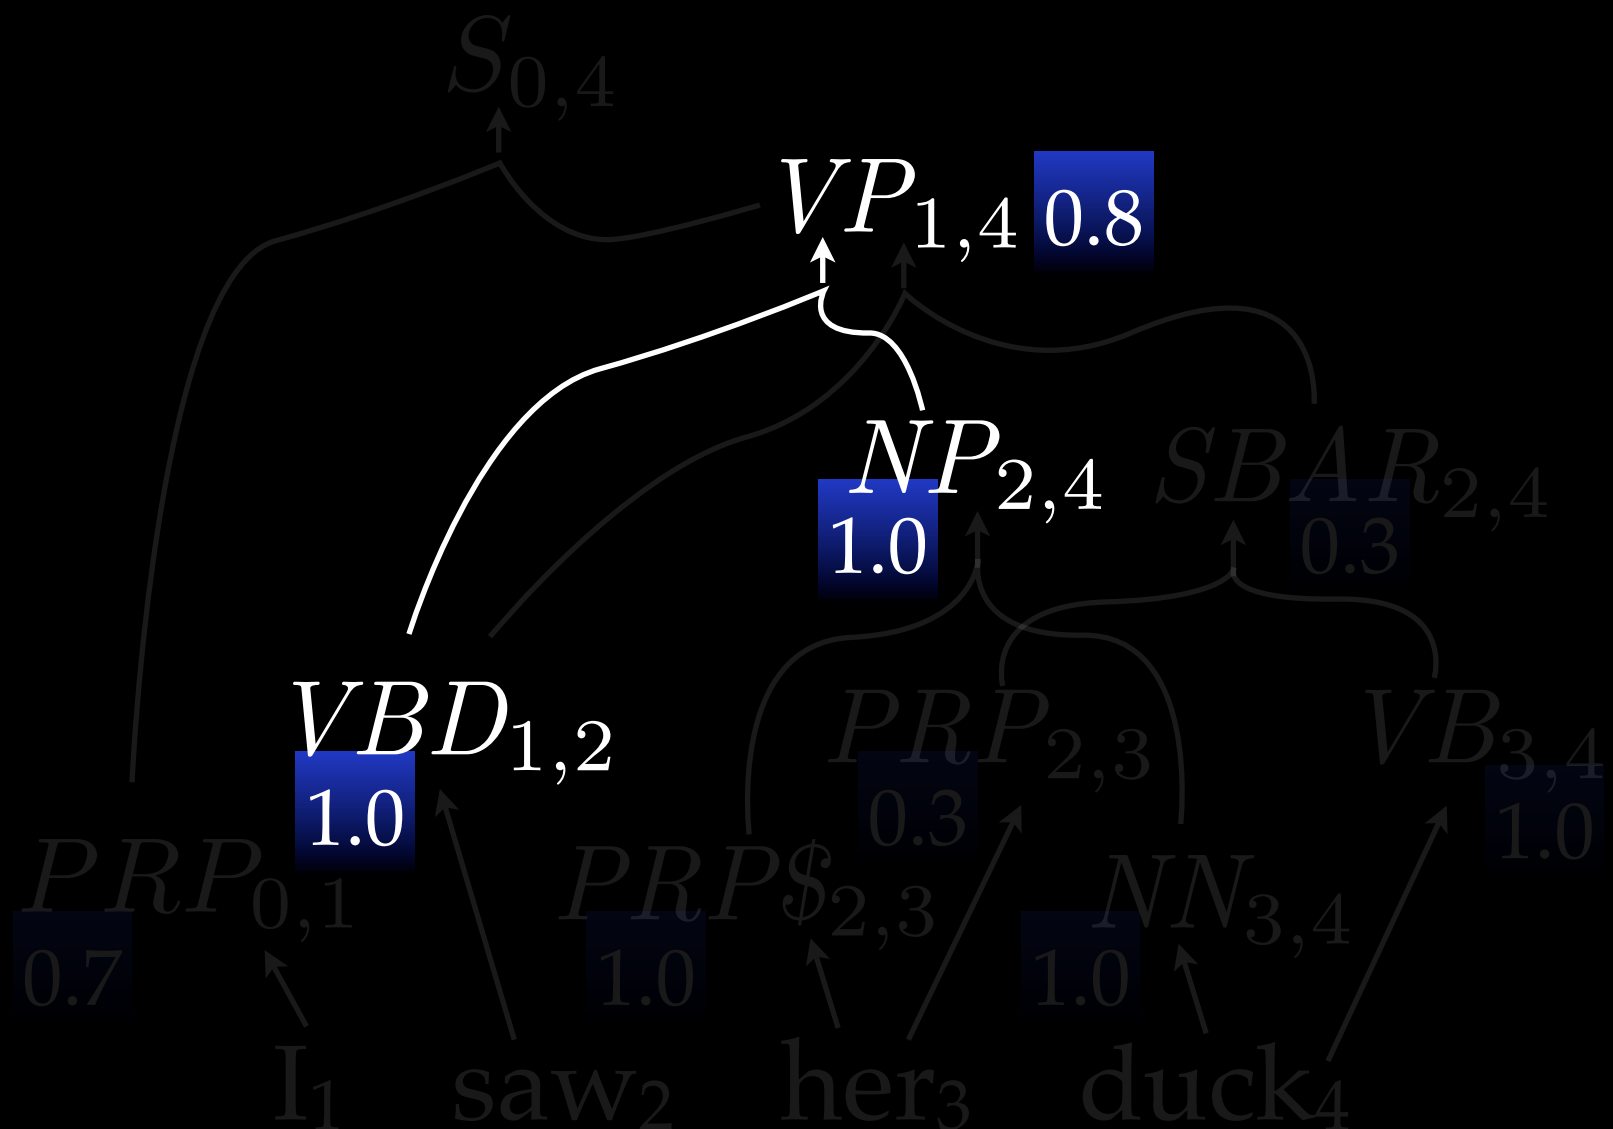 S0,4
VP1,4 0.8
NP2,4 SBAR2,4
1.0 0.3
VBD1,2 PRP2,3 VB3,4
1.0 0.3 1.0
PRP0,1 PRP$2,3 NN3,4
0.7 1.0 1.0
I1 saw2 her3 duck4